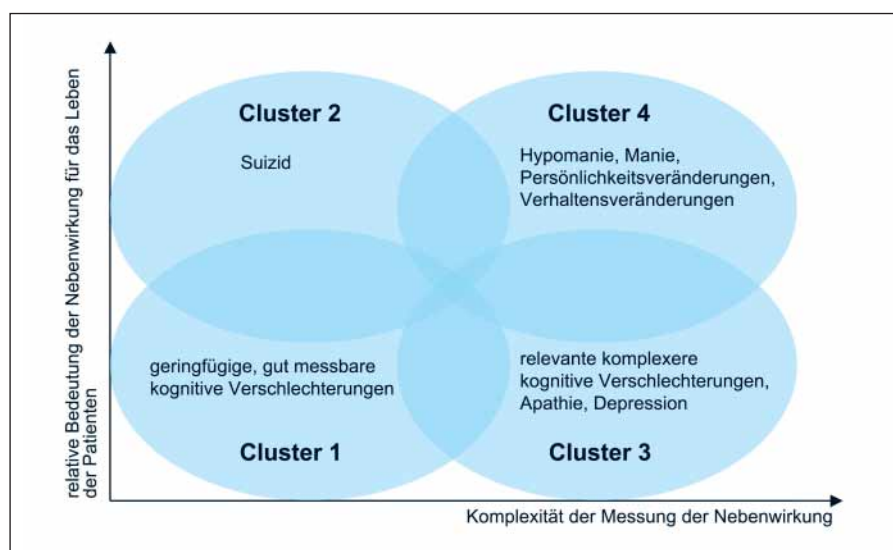 relative Bedeutung der Nebenwirkung für das Leben
der Patienten
Cluster 2
Suizid
Cluster 4
Hypomanie, Manie,
Persönlichkeitsveränderungen,
Verhaltensveränderungen
geringfügige, gut messbare
kognitive Verschlechterungen
Cluster 1
relevante komplexere
kognitive Verschlechterungen,
Apathie, Depression
Cluster 3
Komplexität der Messung der Nebenwirkung